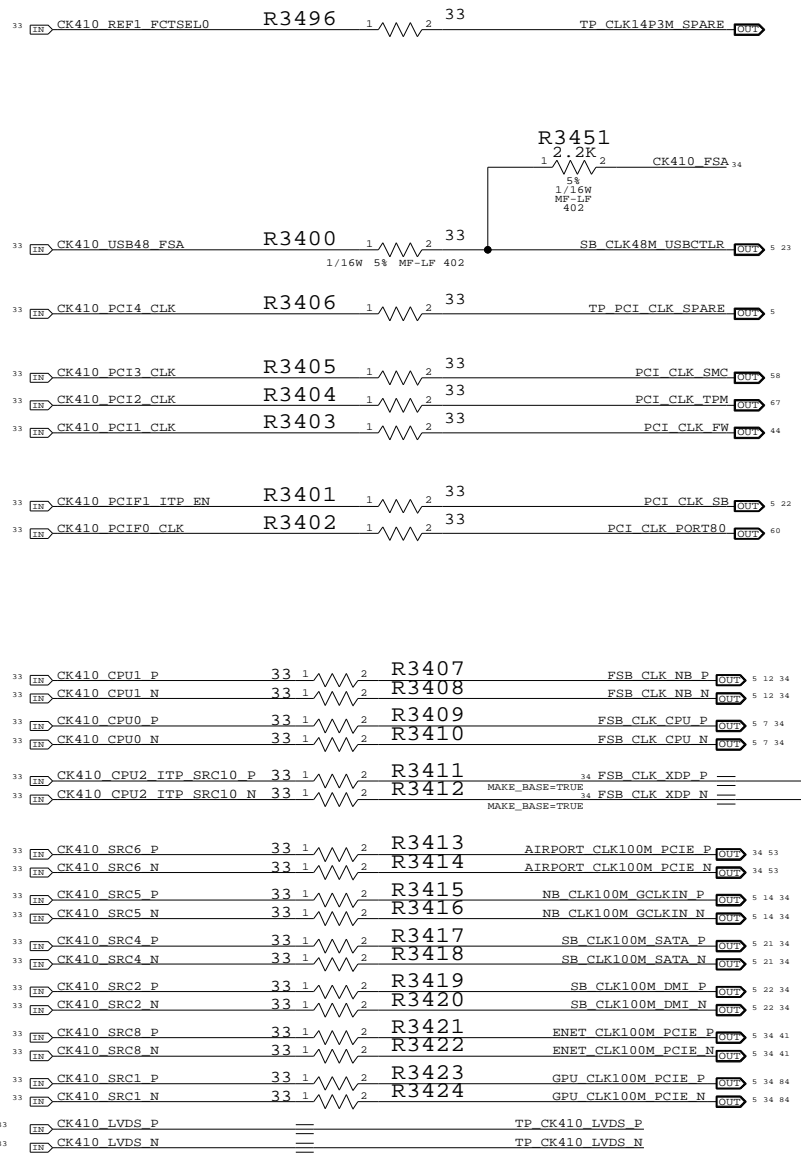 33 IN CK410_REF1_FCTSEL0 R3496 1 2 33 TP_CLK14P3M_SPARE OUT
R3451
2.2K
1 2 CK410_FSA 34
5%
1/16W
MF-LF
402
33 IN CK410_USB48_FSA R3400 1 2 33 SB_CLK48M_USBCTLR OUT 5 23
1/16W 5% MF-LF 402
33 IN CK410_PCI4_CLK R3406 1 2 33 TP_PCI_CLK_SPARE OUT 5
33 IN CK410_PCI3_CLK R3405 1 2 33 PCI_CLK_SMC OUT 58
33 IN CK410_PCI2_CLK R3404 1 2 33 PCI_CLK_TPM OUT 67
33 IN CK410_PCI1_CLK R3403 1 2 33 PCI_CLK_FW OUT 44
33 IN CK410_PCIF1_ITP_EN R3401 1 2 33 PCI_CLK_SB OUT 5 22
33 IN CK410_PCIF0_CLK R3402 1 2 33 PCI_CLK_PORT80 OUT 60
33 IN CK410_CPU1_P 33 1 2 R3407 FSB_CLK_NB_P OUT 5 12 34
33 IN CK410_CPU1_N 33 1 2 R3408 FSB_CLK_NB_N OUT 5 12 34
33 IN CK410_CPU0_P 33 1 2 R3409 FSB_CLK_CPU_P OUT 5 7 34
33 IN CK410_CPU0_N 33 1 2 R3410 FSB_CLK_CPU_N OUT 5 7 34
33 IN CK410_CPU2_ITP_SRC10_P 33 1 2 R3411 34 FSB_CLK_XDP_P
MAKE_BASE=TRUE
33 IN CK410_CPU2_ITP_SRC10_N 33 1 2 R3412 34 FSB_CLK_XDP_N
MAKE_BASE=TRUE
33 IN CK410_SRC6_P 33 1 2 R3413 AIRPORT_CLK100M_PCIE_P OUT 34 53
33 IN CK410_SRC6_N 33 1 2 R3414 AIRPORT_CLK100M_PCIE_N OUT 34 53
33 IN CK410_SRC5_P 33 1 2 R3415 NB_CLK100M_GCLKIN_P OUT 5 14 34
33 IN CK410_SRC5_N 33 1 2 R3416 NB_CLK100M_GCLKIN_N OUT 5 14 34
33 IN CK410_SRC4_P 33 1 2 R3417 SB_CLK100M_SATA_P OUT 5 21 34
33 IN CK410_SRC4_N 33 1 2 R3418 SB_CLK100M_SATA_N OUT 5 21 34
33 IN CK410_SRC2_P 33 1 2 R3419 SB_CLK100M_DMI_P OUT 5 22 34
33 IN CK410_SRC2_N 33 1 2 R3420 SB_CLK100M_DMI_N OUT 5 22 34
33 IN CK410_SRC8_P 33 1 2 R3421 ENET_CLK100M_PCIE_P OUT 5 34 41
33 IN CK410_SRC8_N 33 1 2 R3422 ENET_CLK100M_PCIE_N OUT 5 34 41
33 IN CK410_SRC1_P 33 1 2 R3423 GPU_CLK100M_PCIE_P OUT 5 34 84
33 IN CK410_SRC1_N 33 1 2 R3424 GPU_CLK100M_PCIE_N OUT 5 34 84
33 IN CK410_LVDS_P TP_CK410_LVDS_P
33 IN CK410_LVDS_N TP_CK410_LVDS_N